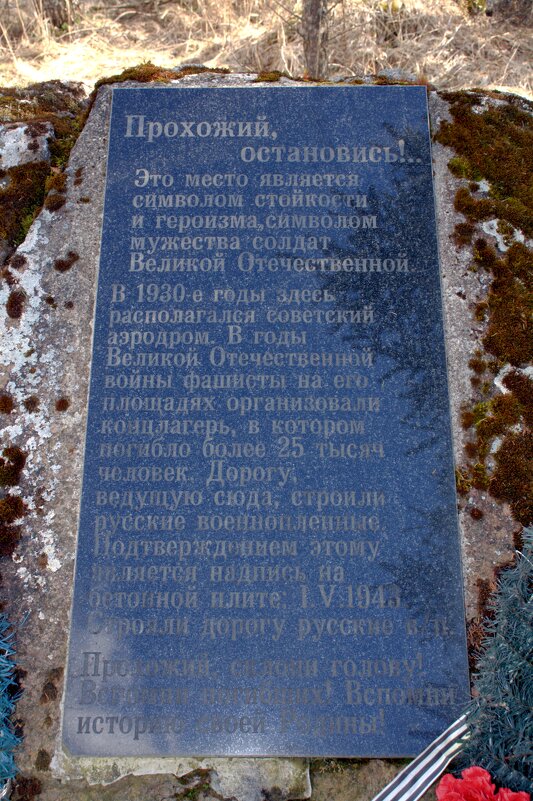 Прохожий,
остановись!..
Это место является
символом стойкости
и героизма,символом
мужества солдат
Великой Отечественной.
В 1930-е годы здесь
располагался советский
аэродром. В годы
Великой Отечественной
войны фашисты на его
площадях организовали
концлагерь, в котором
погибло более 25 тысяч
человек. Дорогу,
ведущую сюда, строили
русские военнопленные.
Подтверждением этому
является надпись на
бетонной плите: I.V.1943.
Строили дорогу русские в/п.
Прохожий, склони голову!
Вспомни погибших! Вспомни
историю своей Родины!